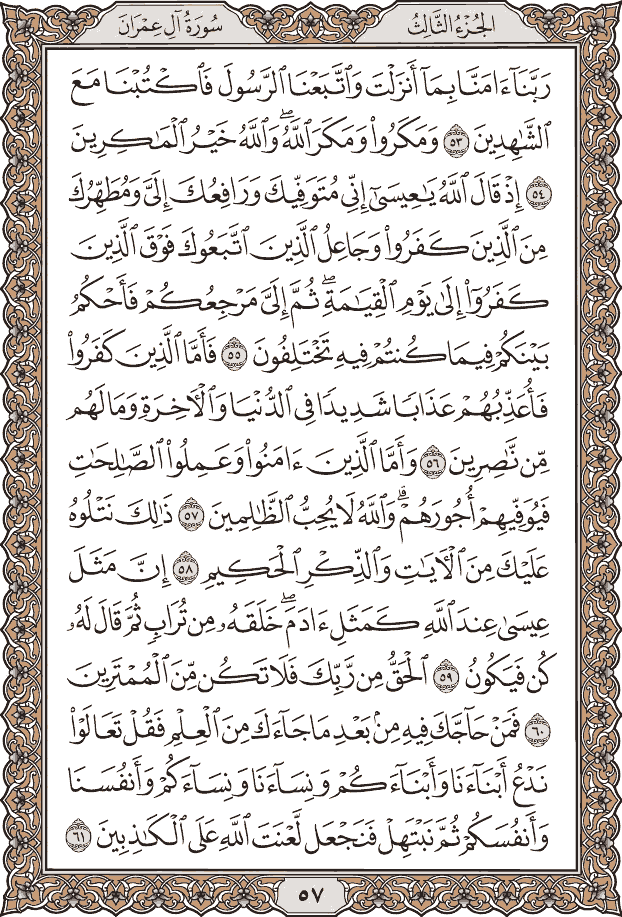 الجُزْءُ الثَّالِثُ
سُورَةُ آلِ عِمْرَانَ
رَبَّنَآ ءَامَنَّا بِمَآ أَنزَلْتَ وَٱتَّبَعْنَا ٱلرَّسُولَ فَٱكْتُبْنَا مَعَ
ٱلشَّٰهِدِينَ ٥٣ وَمَكَرُوا۟ وَمَكَرَ ٱللَّهُ ۖ وَٱللَّهُ خَيْرُ ٱلْمَٰكِرِينَ
٥٤ إِذْ قَالَ ٱللَّهُ يَٰعِيسَىٰٓ إِنِّى مُتَوَفِّيكَ وَرَافِعُكَ إِلَىَّ وَمُطَهِّرُكَ
مِنَ ٱلَّذِينَ كَفَرُوا۟ وَجَاعِلُ ٱلَّذِينَ ٱتَّبَعُوكَ فَوْقَ ٱلَّذِينَ
كَفَرُوٓا۟ إِلَىٰ يَوْمِ ٱلْقِيَٰمَةِ ۖ ثُمَّ إِلَىَّ مَرْجِعُكُمْ فَأَحْكُمُ
بَيْنَكُمْ فِيمَا كُنتُمْ فِيهِ تَخْتَلِفُونَ ٥٥ فَأَمَّا ٱلَّذِينَ كَفَرُوا۟
فَأُعَذِّبُهُمْ عَذَابًا شَدِيدًا فِى ٱلدُّنْيَا وَٱلْءَاخِرَةِ وَمَا لَهُم
مِّن نَّٰصِرِينَ ٥٦ وَأَمَّا ٱلَّذِينَ ءَامَنُوا۟ وَعَمِلُوا۟ ٱلصَّٰلِحَٰتِ
فَيُوَفِّيهِمْ أُجُورَهُمْ ۗ وَٱللَّهُ لَا يُحِبُّ ٱلظَّٰلِمِينَ ٥٧ ذَٰلِكَ نَتْلُوهُ
عَلَيْكَ مِنَ ٱلْءَايَٰتِ وَٱلذِّكْرِ ٱلْحَكِيمِ ٥٨ إِنَّ مَثَلَ
عِيسَىٰ عِندَ ٱللَّهِ كَمَثَلِ ءَادَمَ ۖ خَلَقَهُۥ مِن تُرَابٍ ثُمَّ قَالَ لَهُۥ
كُن فَيَكُونُ ٥٩ ٱلْحَقُّ مِن رَّبِّكَ فَلَا تَكُن مِّنَ ٱلْمُمْتَرِينَ
٦٠ فَمَنْ حَآجَّكَ فِيهِ مِنۢ بَعْدِ مَا جَآءَكَ مِنَ ٱلْعِلْمِ فَقُلْ تَعَالَوْا۟
نَدْعُ أَبْنَآءَنَا وَأَبْنَآءَكُمْ وَنِسَآءَنَا وَنِسَآءَكُمْ وَأَنفُسَنَا
وَأَنفُسَكُمْ ثُمَّ نَبْتَهِلْ فَنَجْعَل لَّعْنَتَ ٱللَّهِ عَلَى ٱلْكَٰذِبِينَ ٦١
٥٧